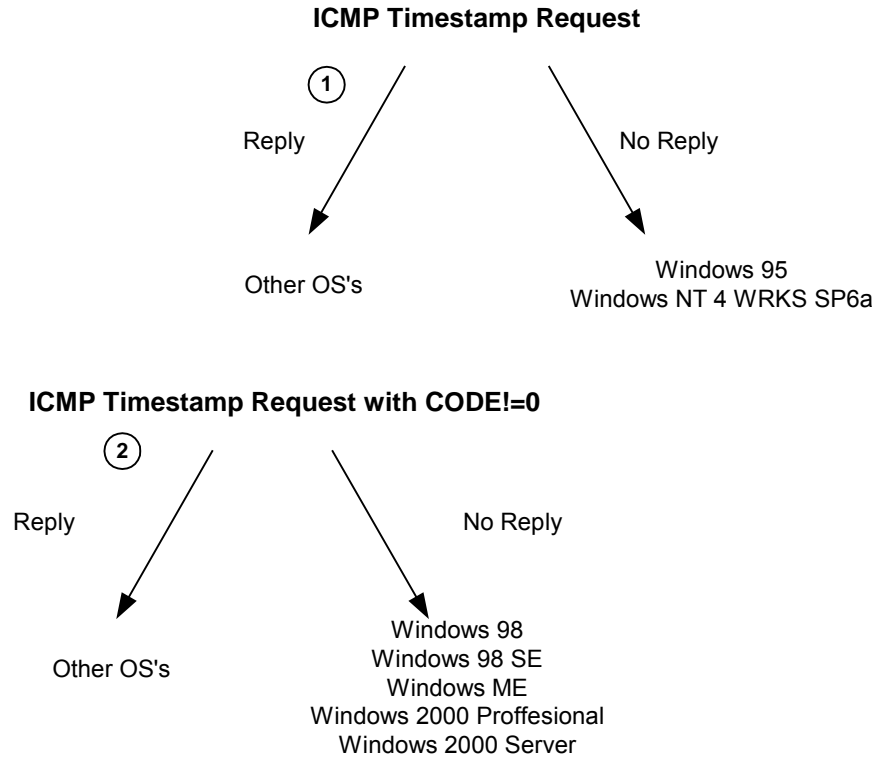 ICMP Timestamp Request
1
Reply
No Reply
Other OS's
Windows 95
Windows NT 4 WRKS SP6a
ICMP Timestamp Request with CODE!=0
2
Reply
No Reply
Other OS's
Windows 98
Windows 98 SE
Windows ME
Windows 2000 Proffesional
Windows 2000 Server